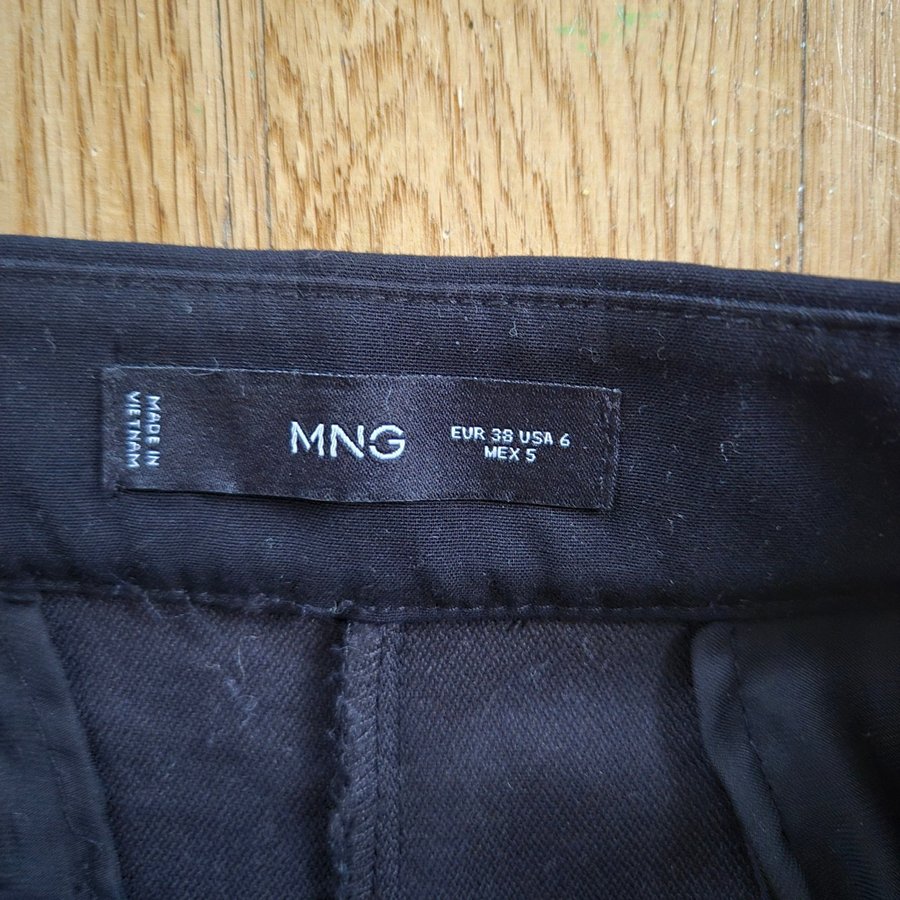 MADE IN
VIETNAM
MNG
EUR 38 USA 6
MEX 5